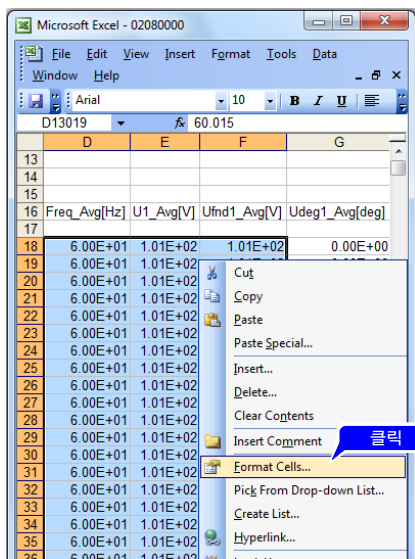 Microsoft Excel - 02080000
File Edit View Insert Format Tools Data
Window Help
Arial 10 B I U
D13019 fx 60.015
D E F G
13
14
15
16 Freq_Avg[Hz] U1_Avg[V] Ufnd1_Avg[V] Udeg1_Avg[deg]
17
18 6.00E+01 1.01E+02 1.01E+02 0.00E+00
19 6.00E+01 1.01E+02
20 6.00E+01 1.01E+02 Cut
21 6.00E+01 1.01E+02 Copy
22 6.00E+01 1.01E+02 Paste
23 6.00E+01 1.01E+02
24 6.00E+01 1.01E+02 Paste Special...
25 6.00E+01 1.01E+02 Insert...
26 6.00E+01 1.01E+02 Delete...
27 6.00E+01 1.01E+02
28 6.00E+01 1.01E+02 Clear Contents
29 6.00E+01 1.01E+02 Insert Comment 클릭
30 6.00E+01 1.01E+02
31 6.00E+01 1.01E+02 Format Cells...
32 6.00E+01 1.01E+02 Pick From Drop-down List...
33 6.00E+01 1.01E+02 Create List...
34 6.00E+01 1.01E+02
35 6.00E+01 1.01E+02 Hyperlink...
36 6.00E+01 1.01E+02